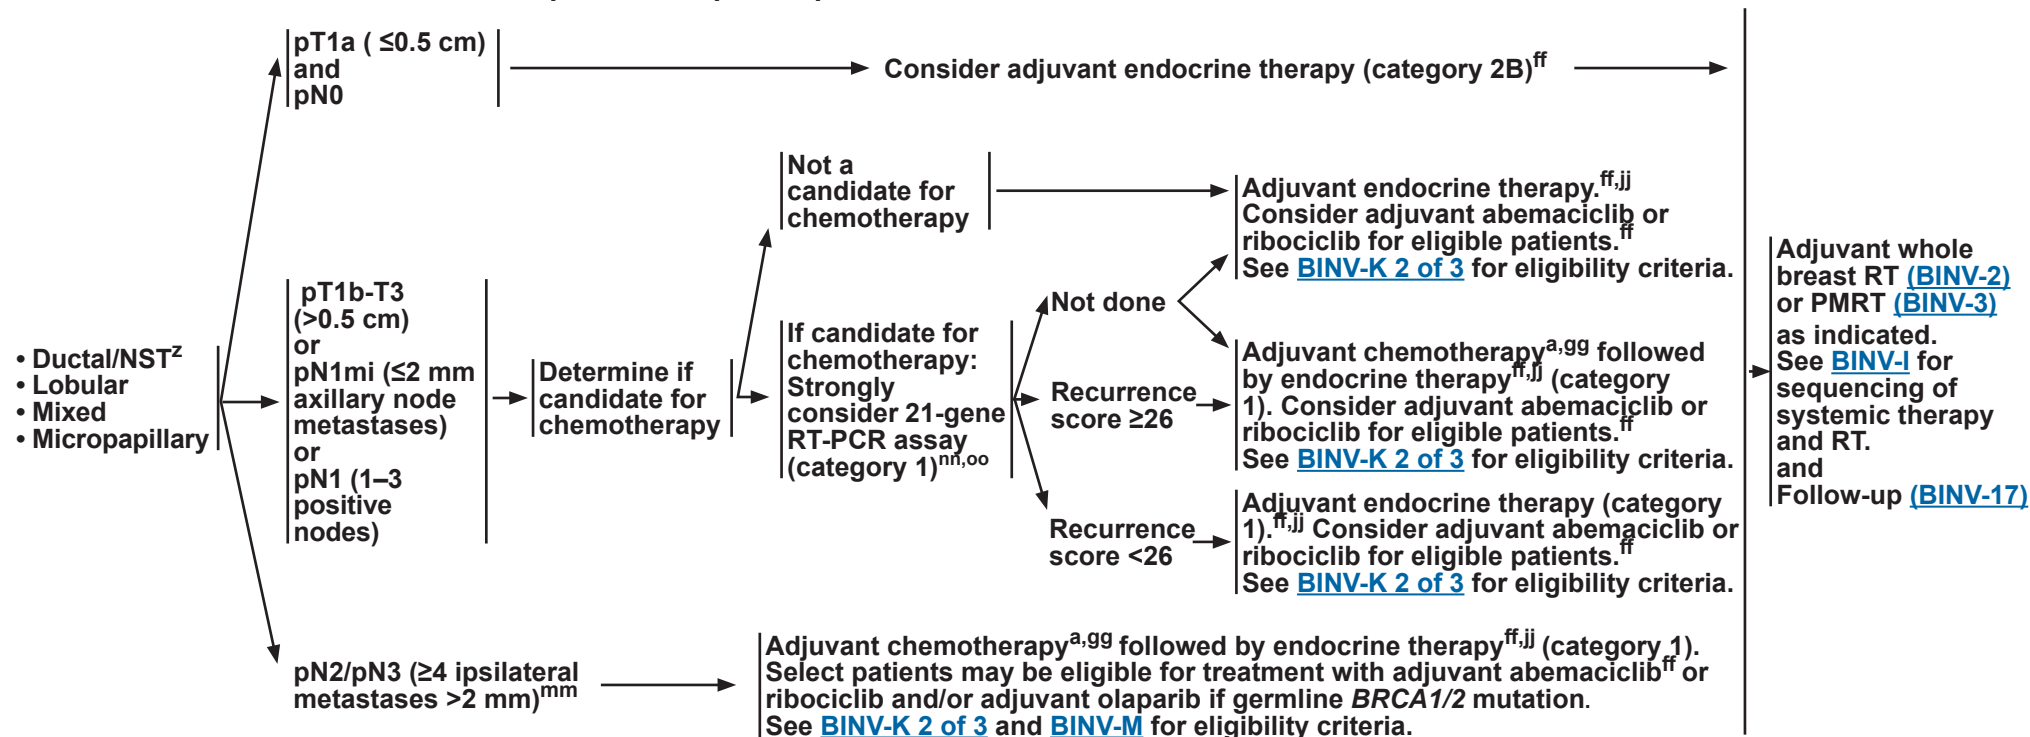 pT1a ( ≤0.5 cm)
and
pN0
Consider adjuvant endocrine therapy (category 2B)ff
Not a
candidate for
chemotherapy
Adjuvant endocrine therapy.ff,jj
Consider adjuvant abemaciclib or
ribociclib for eligible patients.ff
See BINV-K 2 of 3 for eligibility criteria.
• Ductal/NSTz
• Lobular
• Mixed
• Micropapillary
pT1b-T3
(>0.5 cm)
or
pN1mi (≤2 mm
axillary node
metastases)
or
pN1 (1–3
positive
nodes)
Determine if
candidate for
chemotherapy
If candidate for
chemotherapy:
Strongly
consider 21-gene
RT-PCR assay
(category 1)nn,oo
Not done
Recurrence
score ≥26
Adjuvant chemotherapya,gg followed
by endocrine therapyff,jj (category
1). Consider adjuvant abemaciclib or
ribociclib for eligible patients.ff
See BINV-K 2 of 3 for eligibility criteria.
Recurrence
score <26
Adjuvant endocrine therapy (category
1).ff,jj Consider adjuvant abemaciclib or
ribociclib for eligible patients.ff
See BINV-K 2 of 3 for eligibility criteria.
pN2/pN3 (≥4 ipsilateral
metastases >2 mm)mm
Adjuvant chemotherapya,gg followed by endocrine therapyff,jj (category 1).
Select patients may be eligible for treatment with adjuvant abemaciclibff or
ribociclib and/or adjuvant olaparib if germline BRCA1/2 mutation.
See BINV-K 2 of 3 and BINV-M for eligibility criteria.
Adjuvant whole
breast RT (BINV-2)
or PMRT (BINV-3)
as indicated.
See BINV-I for
sequencing of
systemic therapy
and RT.
and
Follow-up (BINV-17)